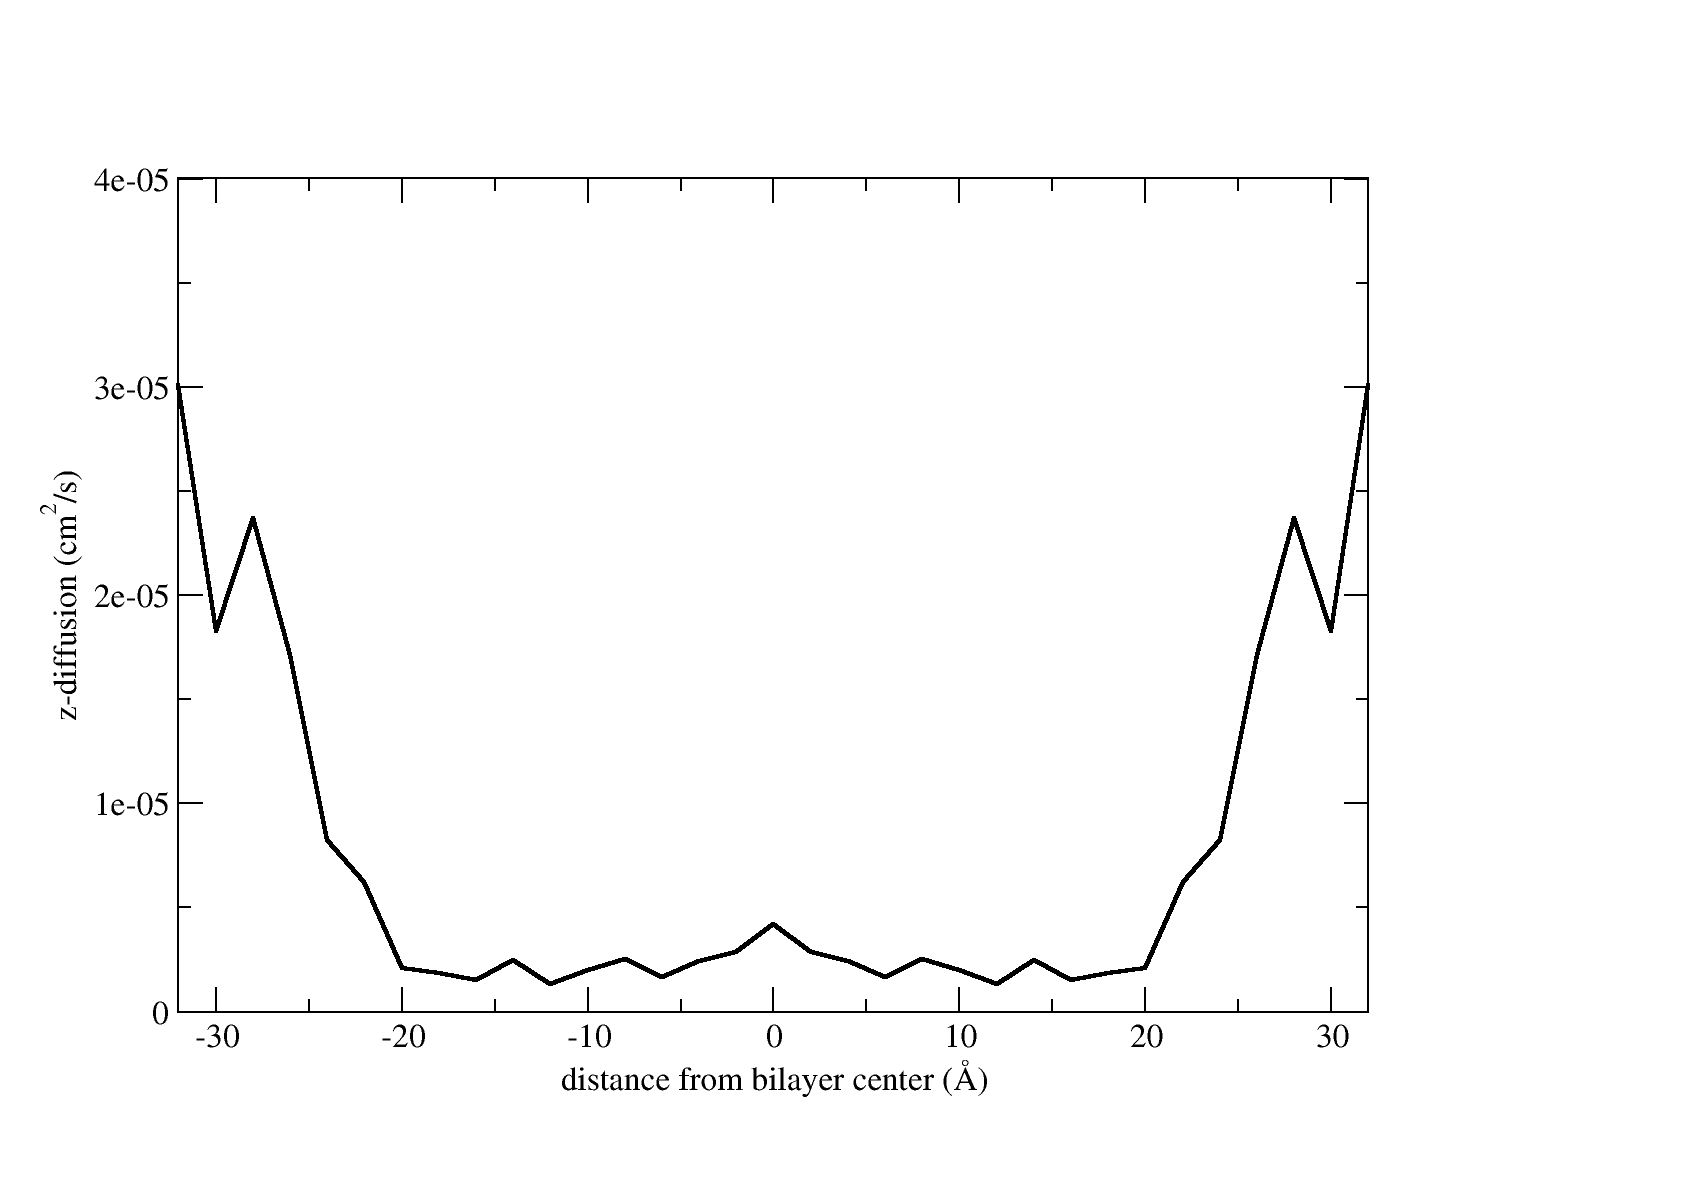 4e-05
3e-05
2e-05
1e-05
0
z-diffusion (cm²/s)
-30 -20 -10 0 10 20 30
distance from bilayer center (Å)